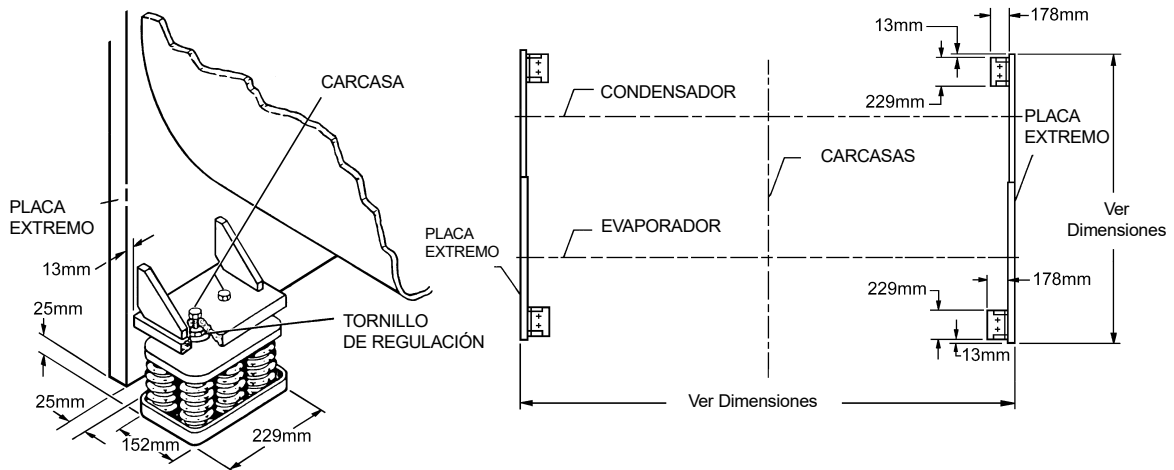 CARCASA
PLACA
EXTREMO
13mm
25mm
25mm
152mm
229mm
TORNILLO
DE REGULACIÓN
13mm
178mm
229mm
CONDENSADOR
PLACA
EXTREMO
CARCASAS
EVAPORADOR
PLACA
EXTREMO
Ver
Dimensiones
229mm
178mm
13mm
Ver Dimensiones